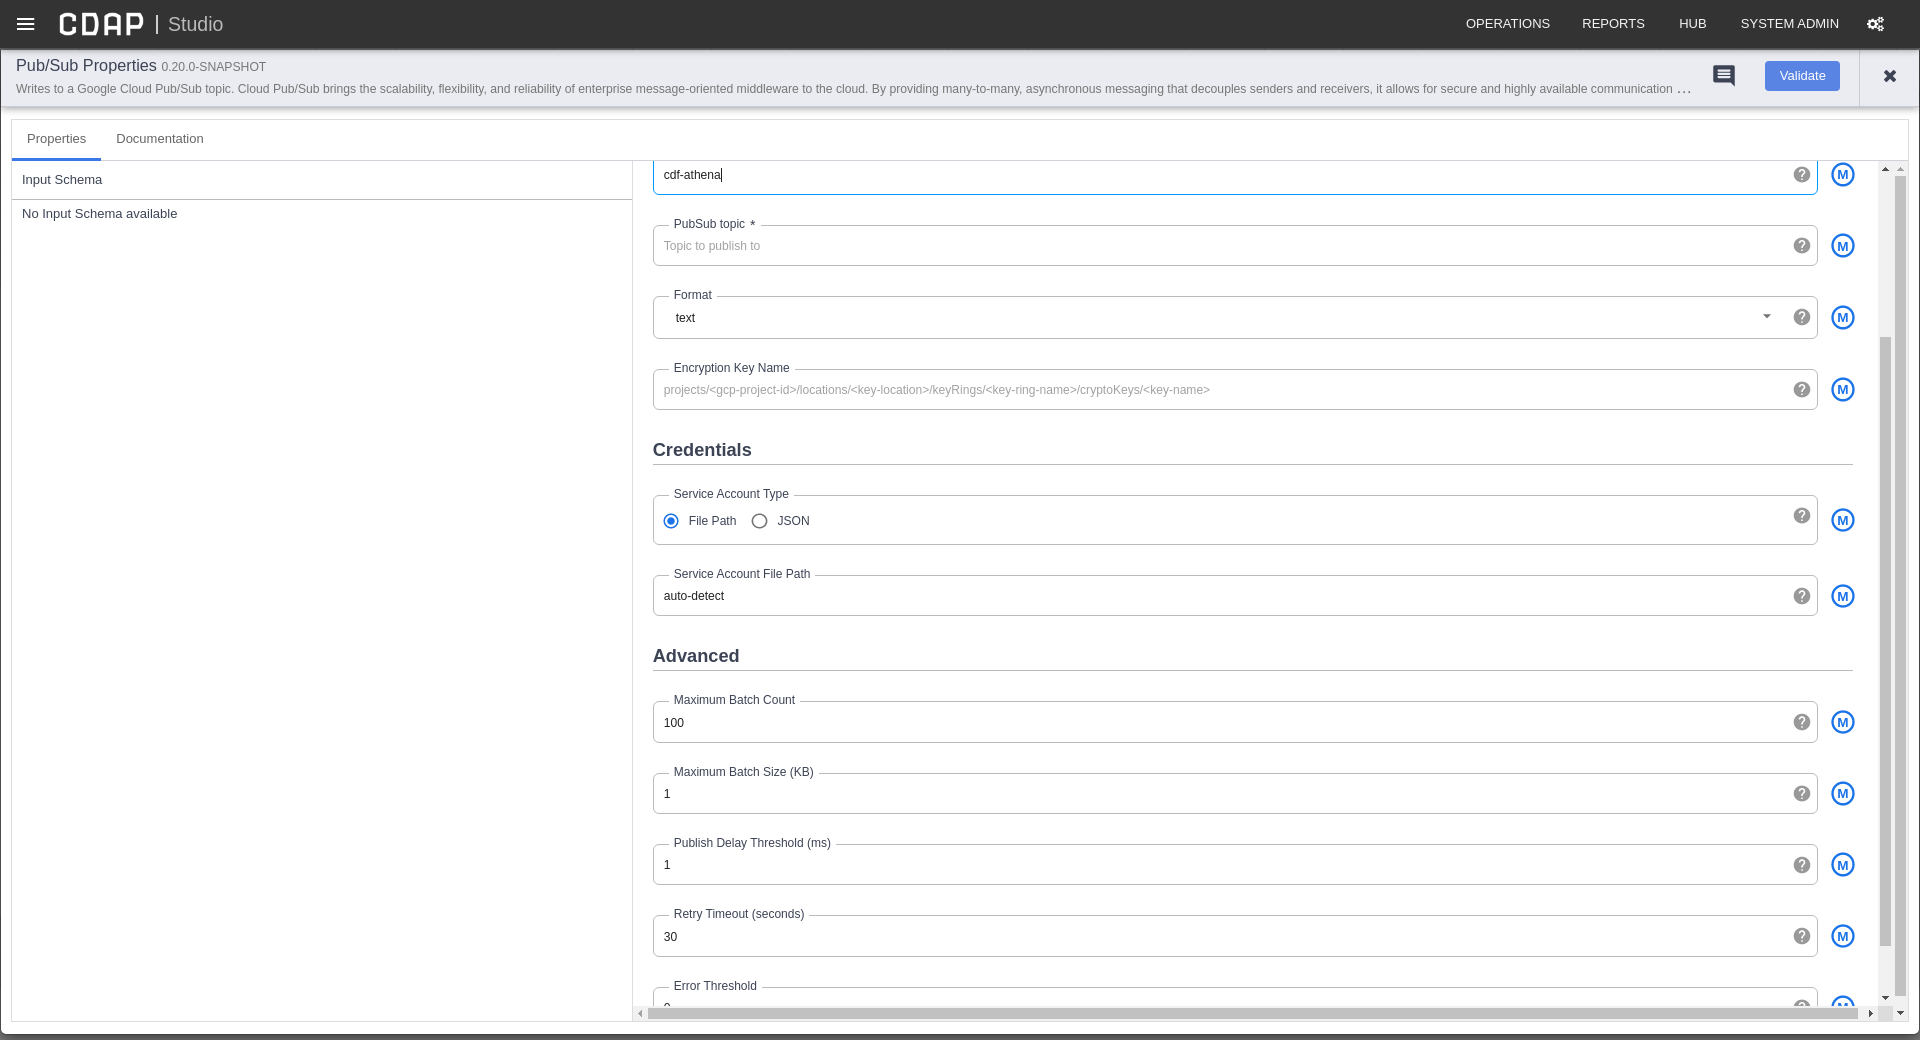 CDAP | Studio
OPERATIONS
REPORTS
HUB
SYSTEM ADMIN
Pub/Sub Properties 0.20.0-SNAPSHOT
Writes to a Google Cloud Pub/Sub topic. Cloud Pub/Sub brings the scalability, flexibility, and reliability of enterprise message-oriented middleware to the cloud. By providing many-to-many, asynchronous messaging that decouples senders and receivers, it allows for secure and highly available communication ...
Validate
Properties
Documentation
Input Schema
No Input Schema available
cdf-athena
M
PubSub topic *
Topic to publish to
M
Format
text
M
Encryption Key Name
projects/<gcp-project-id>/locations/<key-location>/keyRings/<key-ring-name>/cryptoKeys/<key-name>
M
Credentials
Service Account Type
File Path
JSON
M
Service Account File Path
auto-detect
M
Advanced
Maximum Batch Count
100
M
Maximum Batch Size (KB)
1
M
Publish Delay Threshold (ms)
1
M
Retry Timeout (seconds)
30
M
Error Threshold
M